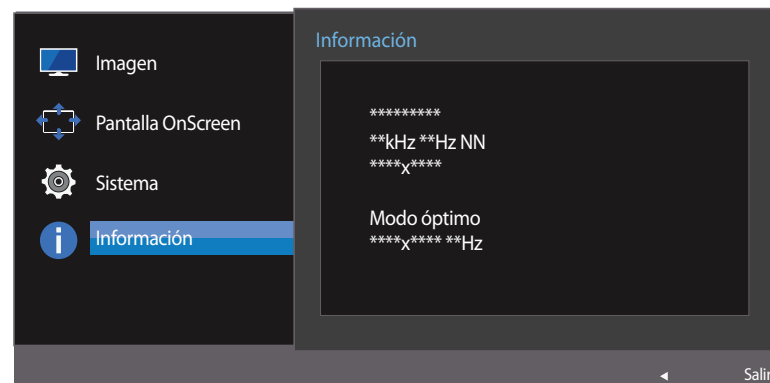 Imagen
Pantalla OnScreen
Sistema
Información
Información
*********
**kHz **Hz NN
****x****
Modo óptimo
****x**** **Hz
Salir